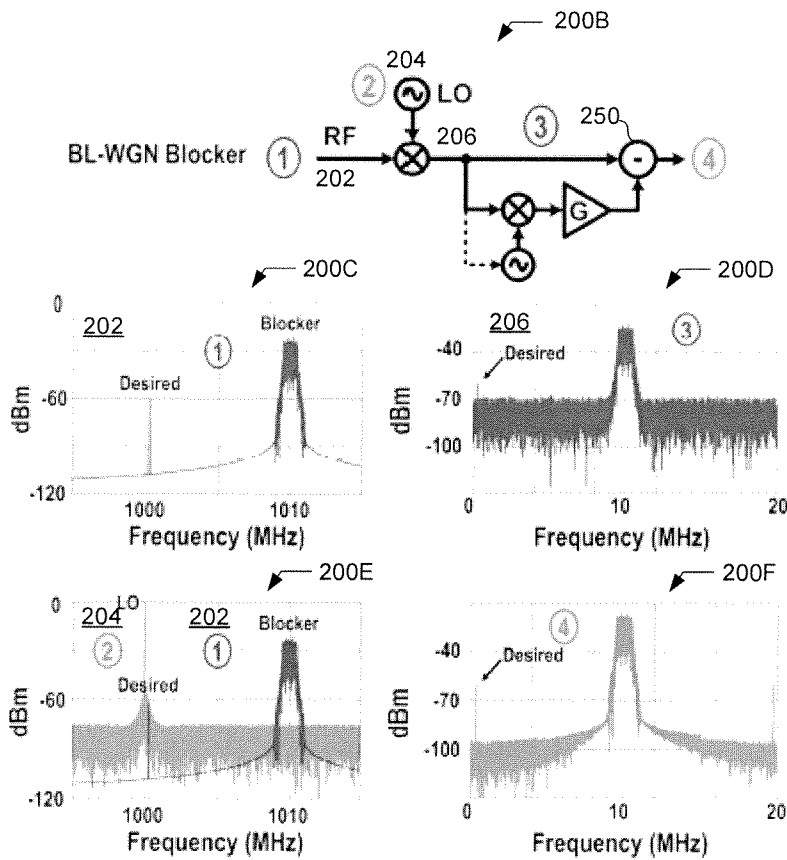 200B
204
2
LO
3
250
BL-WGN Blocker
1
RF
206
202
-
4
G
200C
200D
0
202
1
Blocker
Desired
-60
-120
dBm
1000
1010
Frequency (MHz)
206
3
Desired
-40
-70
-100
dBm
0
10
20
Frequency (MHz)
200E
200F
0
LO
204
202
2
1
Blocker
Desired
-60
-120
dBm
1000
1010
Frequency (MHz)
4
Desired
-40
-70
-100
dBm
0
10
20
Frequency (MHz)